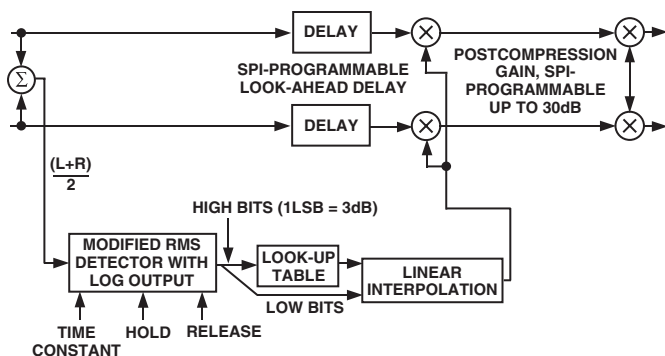 DELAY
SPI-PROGRAMMABLE
LOOK-AHEAD DELAY
POSTCOMPRESSION
GAIN, SPI-
PROGRAMMABLE
UP TO 30dB
Σ
DELAY
(L+R)
2
HIGH BITS (1LSB = 3dB)
MODIFIED RMS
DETECTOR WITH
LOG OUTPUT
LOOK-UP
TABLE
LINEAR
INTERPOLATION
LOW BITS
TIME
CONSTANT
HOLD
RELEASE